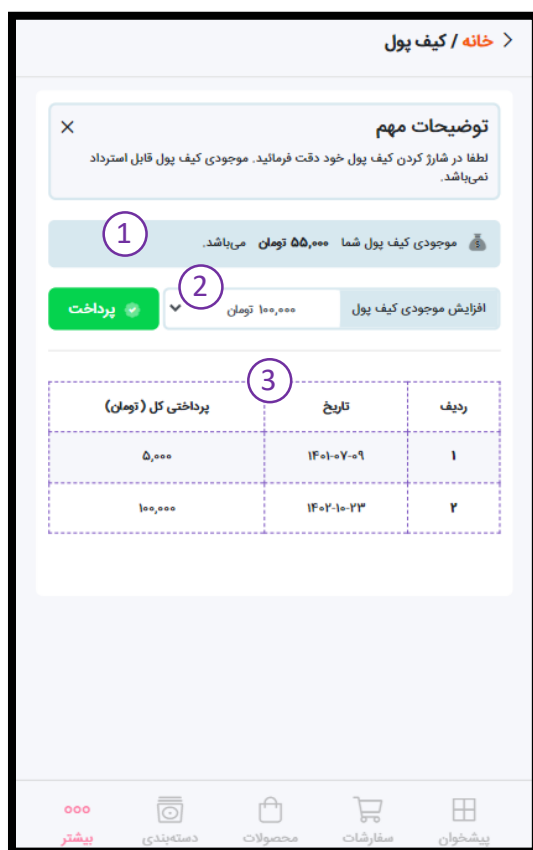 خانه / کیف پول
توضیحات مهم
لطفا در شارژ کردن کیف پول خود دقت فرمائید. موجودی کیف پول قابل استرداد
نمی‌باشد.
موجودی کیف پول شما ۵۵,۰۰۰ تومان می‌باشد.
1
افزایش موجودی کیف پول ۱۰۰,۰۰۰ تومان پرداخت
2
3
ردیف تاریخ پرداختی کل (تومان)
۱ ۱۴۰۱-۰۷-۰۹ ۵,۰۰۰
۲ ۱۴۰۲-۱۰-۲۳ ۱۰۰,۰۰۰
پیشخوان سفارشات محصولات دسته‌بندی بیشتر